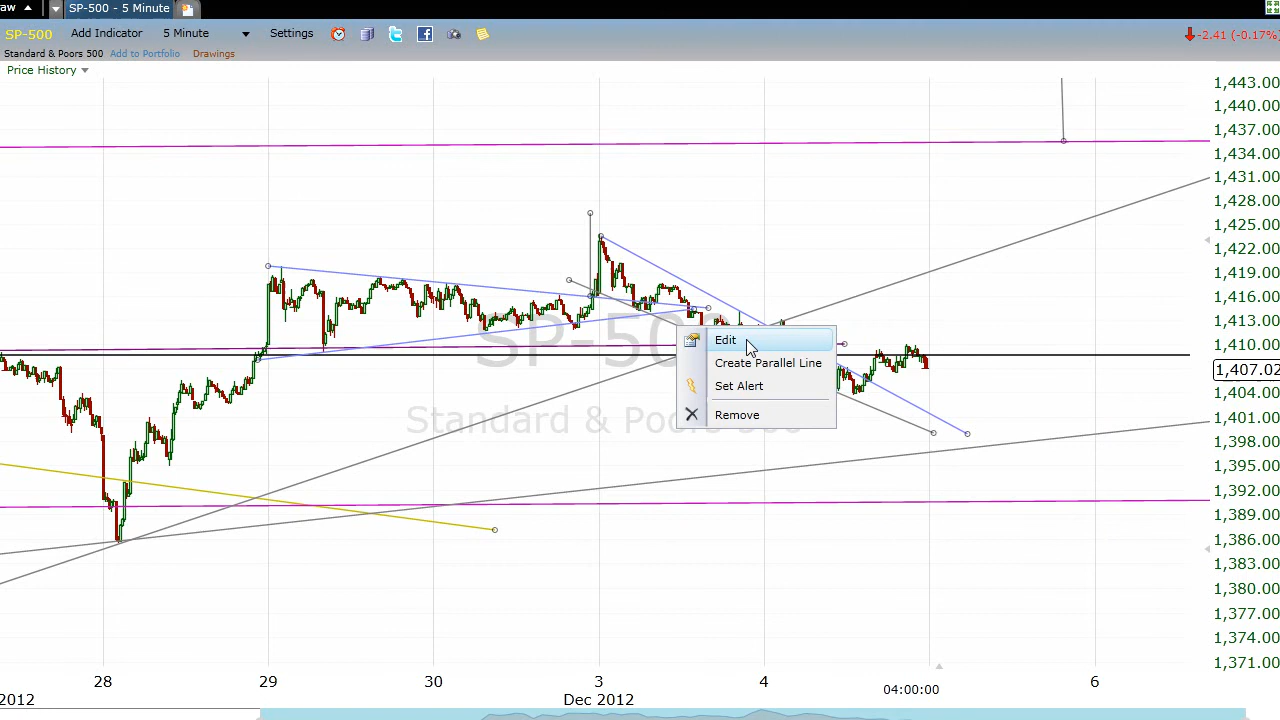 aw SP-500 - 5 Minute
SP-500 Add Indicator 5 Minute Settings -2.41 (-0.17%)
Standard & Poors 500 Add to Portfolio Drawings
Price History
1,443.00
1,440.00
1,437.00
1,434.00
1,431.00
1,428.00
1,425.00
1,422.00
1,419.00
1,416.00
1,413.00
1,410.00
1,407.02
1,404.00
1,401.00
1,398.00
1,395.00
1,392.00
1,389.00
1,386.00
1,383.00
1,380.00
1,377.00
1,374.00
1,371.00
SP-500
Standard & Poors 500
Edit
Create Parallel Line
Set Alert
Remove
28 29 30 3 4 6
2012 Dec 2012 04:00:00